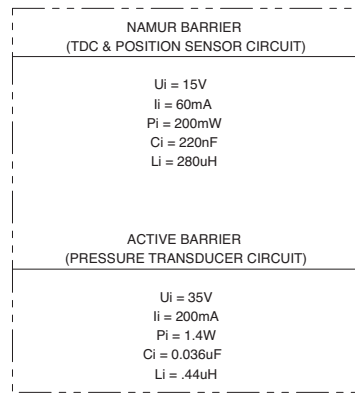 NAMUR BARRIER
(TDC & POSITION SENSOR CIRCUIT)
Ui = 15V
Ii = 60mA
Pi = 200mW
Ci = 220nF
Li = 280uH
ACTIVE BARRIER
(PRESSURE TRANSDUCER CIRCUIT)
Ui = 35V
Ii = 200mA
Pi = 1.4W
Ci = 0.036uF
Li = .44uH